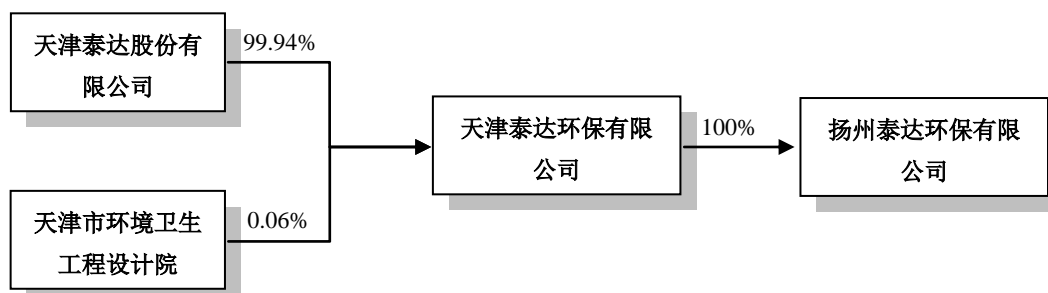 天津泰达股份有
限公司
99.94%
天津市环境卫生
工程设计院
0.06%
天津泰达环保有限
公司
100%
扬州泰达环保有限
公司